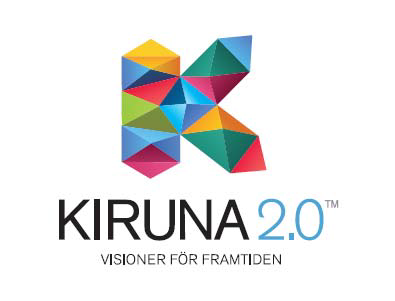 KIRUNA 2.0™
VISIONER FÖR FRAMTIDEN